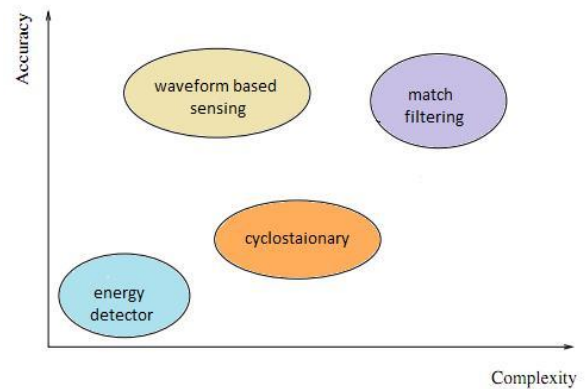 Accuracy
waveform based
sensing
match
filtering
cyclostaionary
energy
detector
Complexity